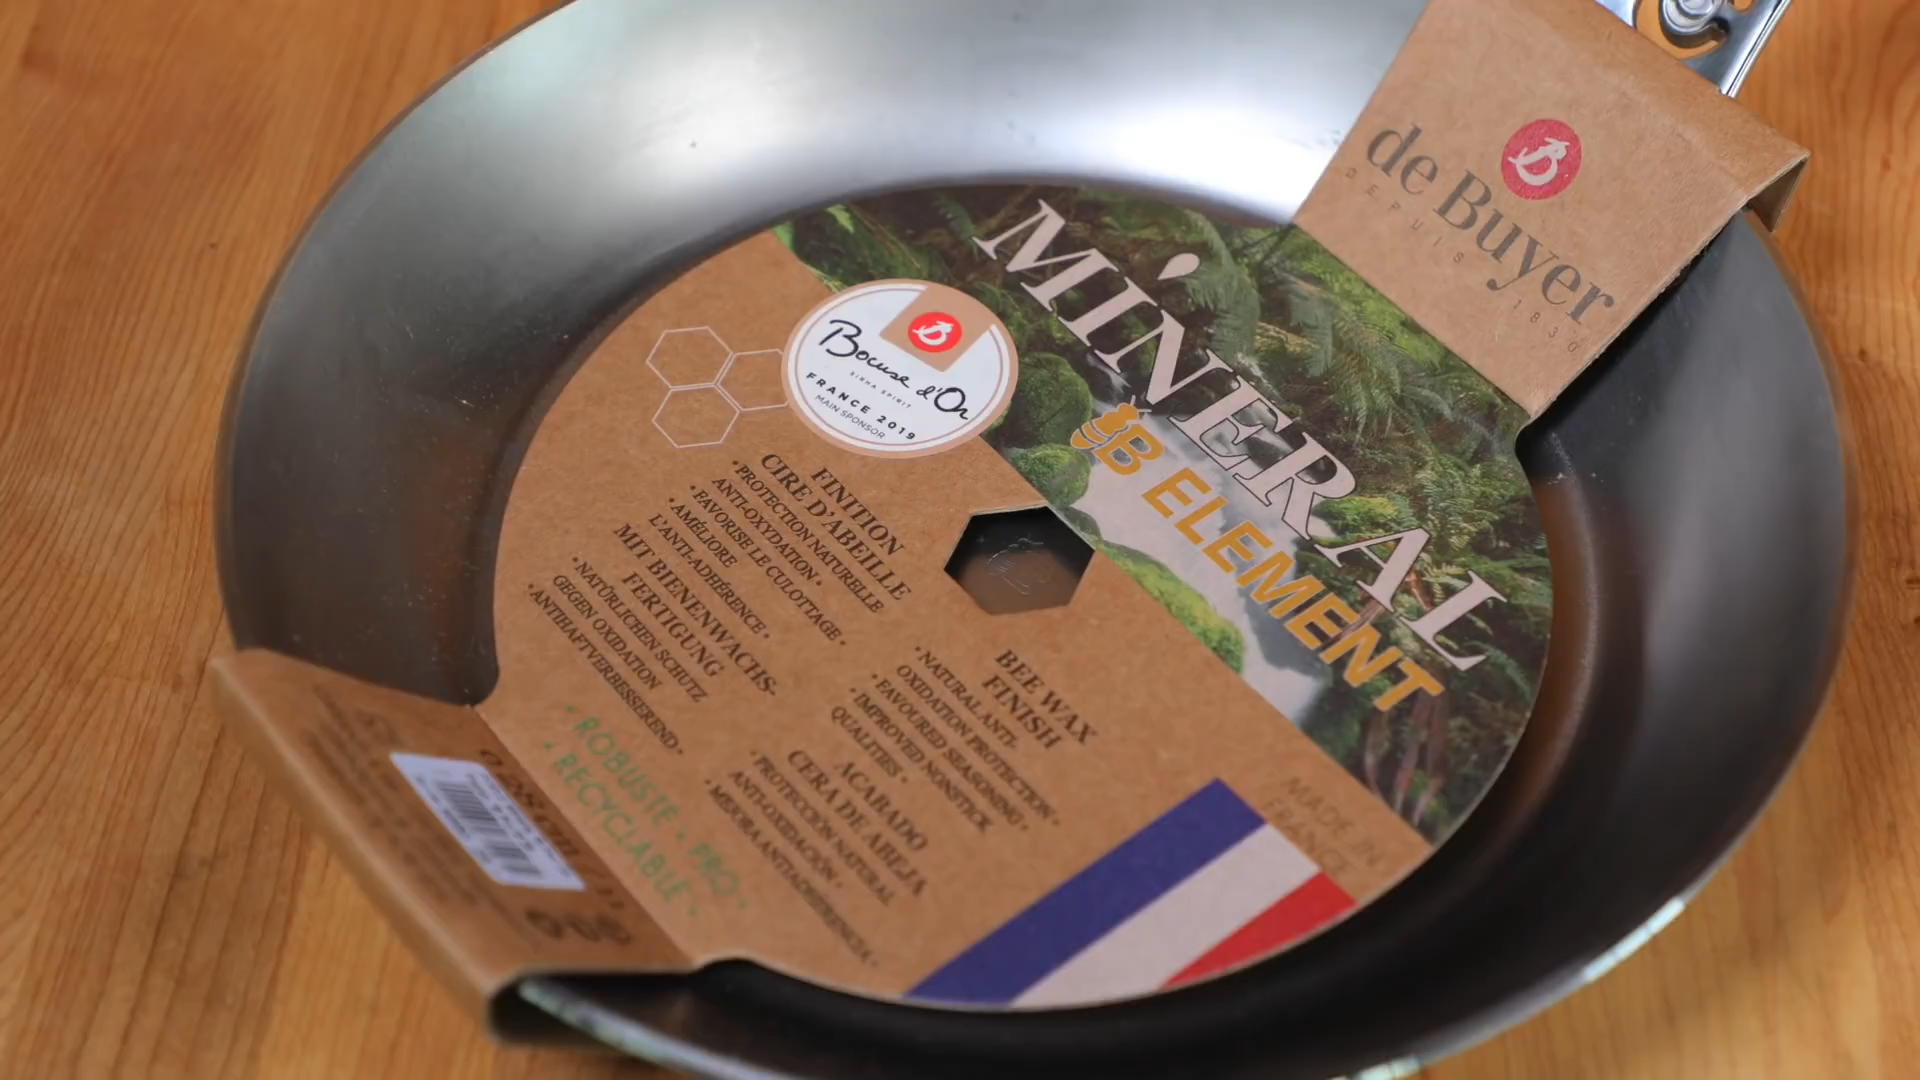 de Buyer
DEPUIS 1830
MINERAL
B ELEMENT
Bocuse d'Or
SIRHA SPIRIT
FRANCE 2019
MAIN SPONSOR
FINITION
CIRE D'ABEILLE
• PROTECTION NATURELLE
ANTI-OXYDATION •
• FAVORISE LE CULOTTAGE •
• AMÉLIORE
L'ANTI-ADHÉRENCE •
MIT BIENENWACHS-
FERTIGUNG
• NATÜRLICHEN SCHUTZ
GEGEN OXIDATION
• ANTIHAFTVERBESSEREND •
BEE WAX
FINISH
• NATURAL ANTI-
OXIDATION PROTECTION •
• FAVOURED SEASONING •
• IMPROVED NONSTICK
QUALITIES •
ACABADO
CERA DE ABEJA
• PROTECCIÓN NATURAL
ANTI-OXIDACIÓN •
• MEJORA ANTIADHERENCIA •
• ROBUSTE • PRO •
• RECYCLABLE •
MADE IN
FRANCE